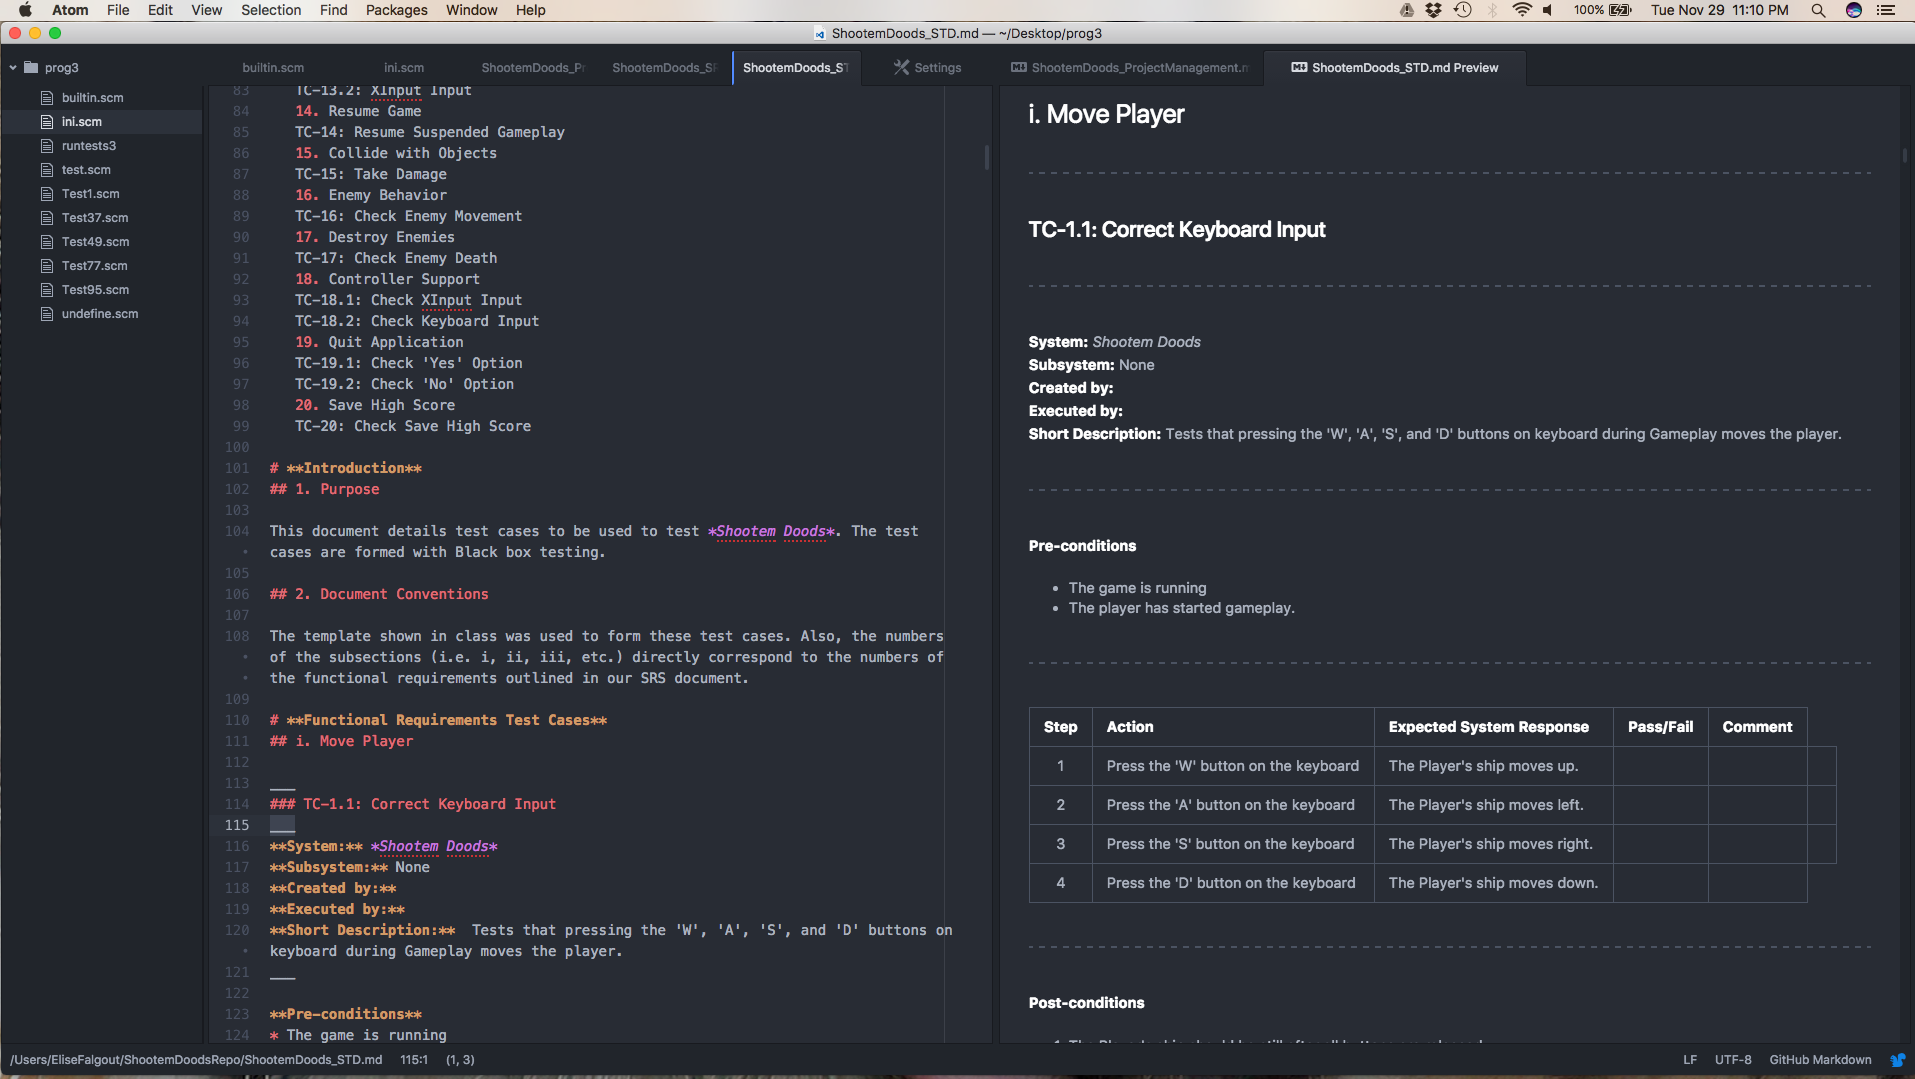 Atom File Edit View Selection Find Packages Window Help 100% Tue Nov 29 11:10 PM
ShootemDoods_STD.md — ~/Desktop/prog3
prog3
builtin.scm
ini.scm
runtests3
test.scm
Test1.scm
Test37.scm
Test49.scm
Test77.scm
Test95.scm
undefine.scm
builtin.scm ini.scm ShootemDoods_Pr ShootemDoods_SR ShootemDoods_ST Settings ShootemDoods_ProjectManagement.m ShootemDoods_STD.md Preview
83 TC-13.2: XInput Input
84 14. Resume Game
85 TC-14: Resume Suspended Gameplay
86 15. Collide with Objects
87 TC-15: Take Damage
88 16. Enemy Behavior
89 TC-16: Check Enemy Movement
90 17. Destroy Enemies
91 TC-17: Check Enemy Death
92 18. Controller Support
93 TC-18.1: Check XInput Input
94 TC-18.2: Check Keyboard Input
95 19. Quit Application
96 TC-19.1: Check 'Yes' Option
97 TC-19.2: Check 'No' Option
98 20. Save High Score
99 TC-20: Check Save High Score
100
101 # **Introduction**
102 ## 1. Purpose
103
104 This document details test cases to be used to test *Shootem Doods*. The test
• cases are formed with Black box testing.
105
106 ## 2. Document Conventions
107
108 The template shown in class was used to form these test cases. Also, the numbers
• of the subsections (i.e. i, ii, iii, etc.) directly correspond to the numbers of
• the functional requirements outlined in our SRS document.
109
110 # **Functional Requirements Test Cases**
111 ## i. Move Player
112
113 ___
114 ### TC-1.1: Correct Keyboard Input
115 ___
116 **System:** *Shootem Doods*
117 **Subsystem:** None
118 **Created by:**
119 **Executed by:**
120 **Short Description:**  Tests that pressing the 'W', 'A', 'S', and 'D' buttons on
• keyboard during Gameplay moves the player.
121 ___
122
123 **Pre-conditions**
124 * The game is running
i. Move Player
TC-1.1: Correct Keyboard Input
System: Shootem Doods
Subsystem: None
Created by:
Executed by:
Short Description: Tests that pressing the 'W', 'A', 'S', and 'D' buttons on keyboard during Gameplay moves the player.
Pre-conditions
• The game is running
• The player has started gameplay.
Step Action Expected System Response Pass/Fail Comment
1 Press the 'W' button on the keyboard The Player's ship moves up.
2 Press the 'A' button on the keyboard The Player's ship moves left.
3 Press the 'S' button on the keyboard The Player's ship moves right.
4 Press the 'D' button on the keyboard The Player's ship moves down.
Post-conditions
/Users/EliseFalgout/ShootemDoodsRepo/ShootemDoods_STD.md 115:1 (1, 3) LF UTF-8 GitHub Markdown